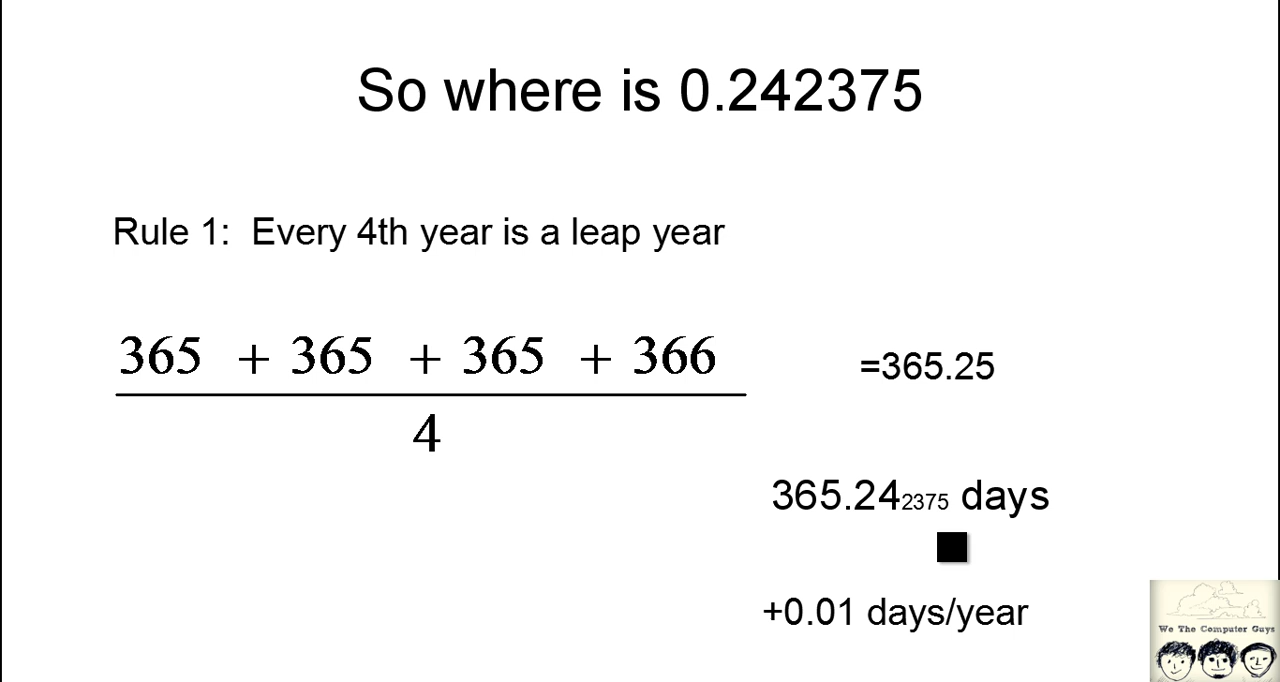 So where is 0.242375
Rule 1:  Every 4th year is a leap year
365 + 365 + 365 + 366
4
=365.25
365.242375 days
+0.01 days/year
We The Computer Guys